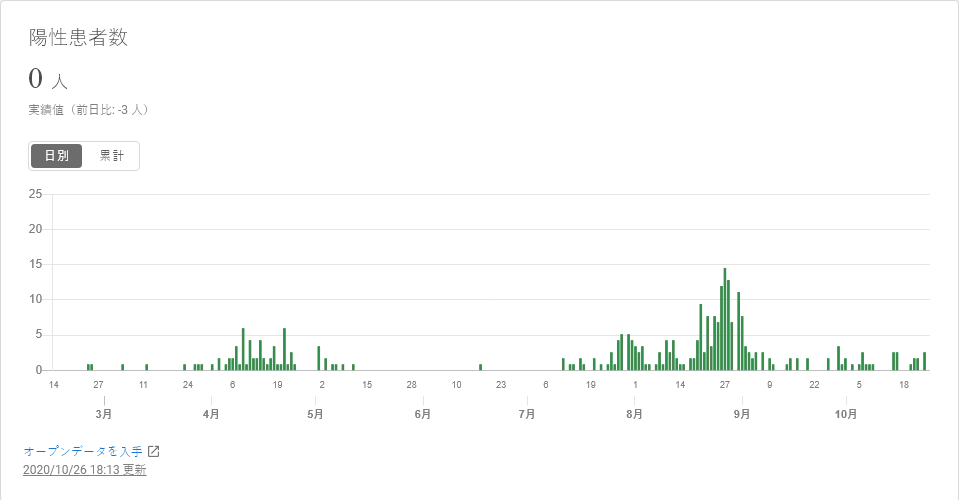 陽性患者数
0 人
実績値（前日比: -3 人）
日別 累計
25
20
15
10
5
0
14 27 11 24 6 19 2 15 28 10 23 6 19 1 14 27 9 22 5 18
3月 4月 5月 6月 7月 8月 9月 10月
オープンデータを入手
2020/10/26 18:13 更新